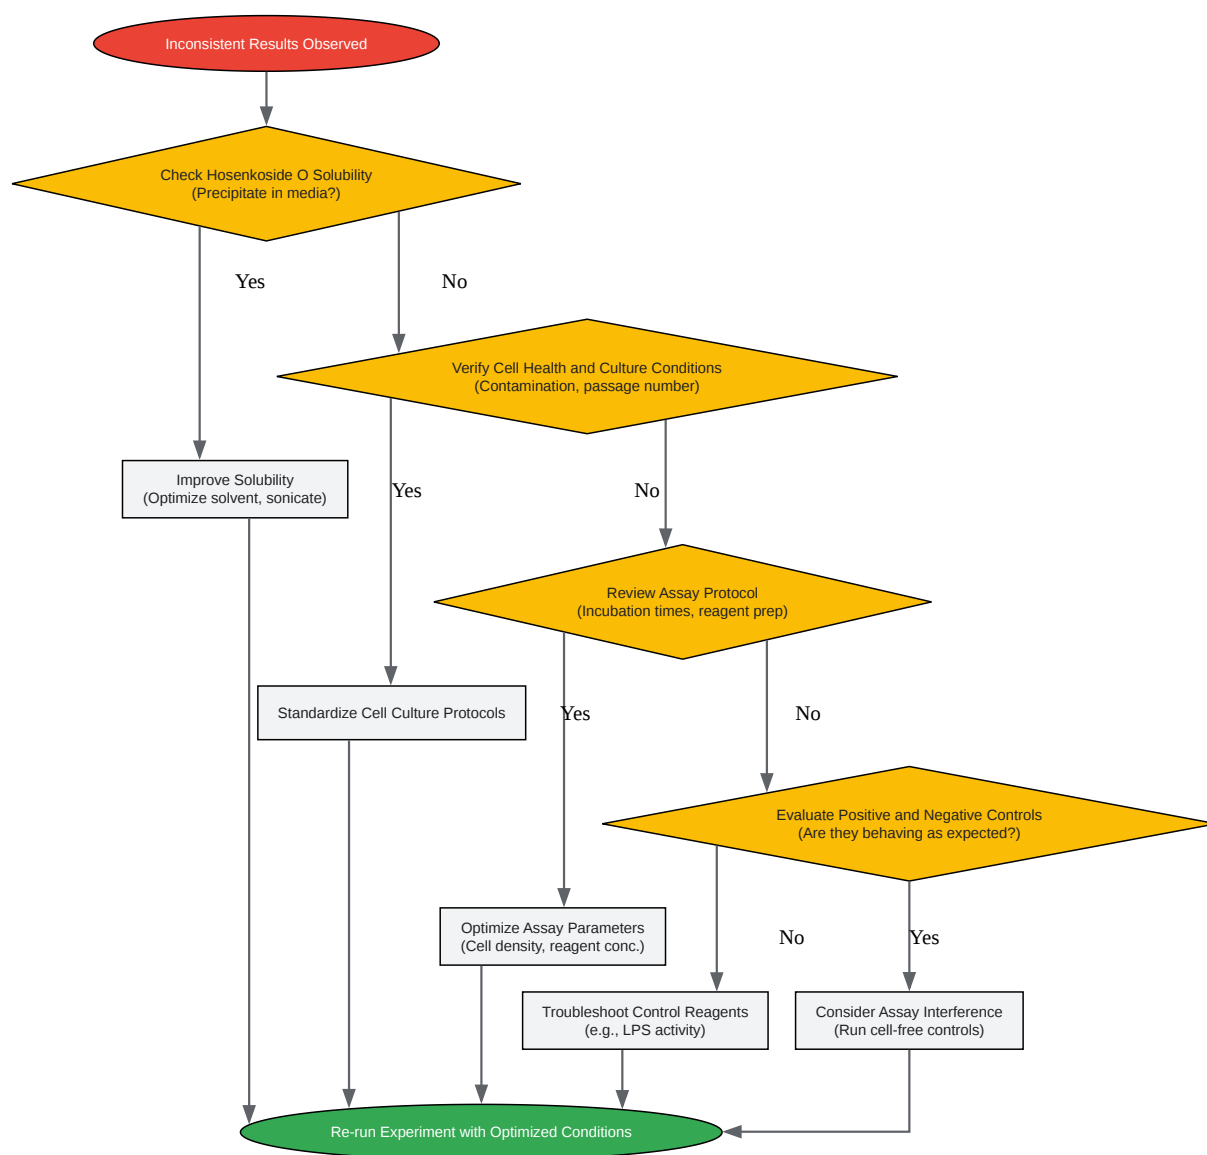 Inconsistent Results Observed
Check Hosenkoside O Solubility
(Precipitate in media?)
Yes
No
Verify Cell Health and Culture Conditions
(Contamination, passage number)
Improve Solubility
(Optimize solvent, sonicate)
Yes
No
Review Assay Protocol
(Incubation times, reagent prep)
Standardize Cell Culture Protocols
Yes
No
Evaluate Positive and Negative Controls
(Are they behaving as expected?)
Optimize Assay Parameters
(Cell density, reagent conc.)
No
Yes
Troubleshoot Control Reagents
(e.g., LPS activity)
Consider Assay Interference
(Run cell-free controls)
Re-run Experiment with Optimized Conditions